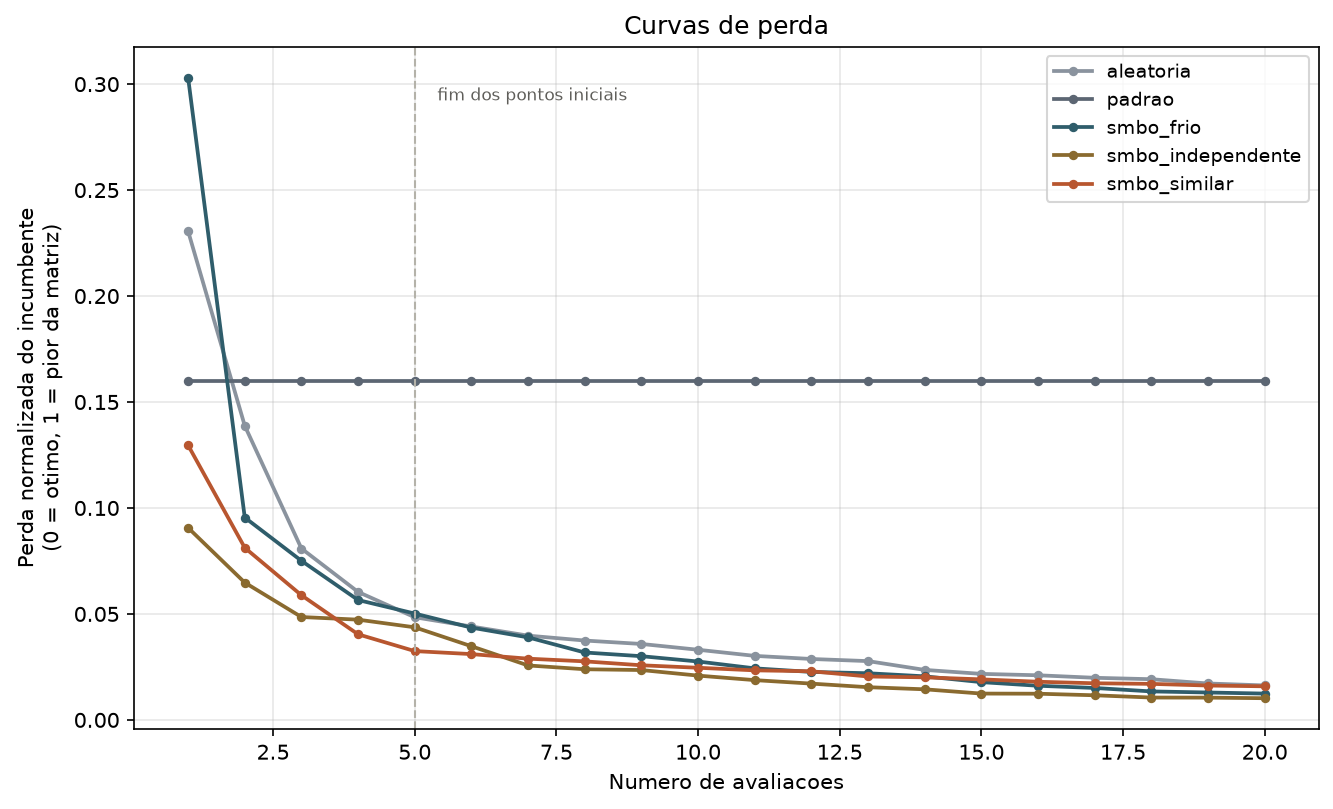 Curvas de perda
fim dos pontos iniciais
aleatoria
padrao
smbo_frio
smbo_independente
smbo_similar
Perda normalizada do incumbente
(0 = otimo, 1 = pior da matriz)
0.30
0.25
0.20
0.15
0.10
0.05
0.00
2.5
5.0
7.5
10.0
12.5
15.0
17.5
20.0
Numero de avaliacoes